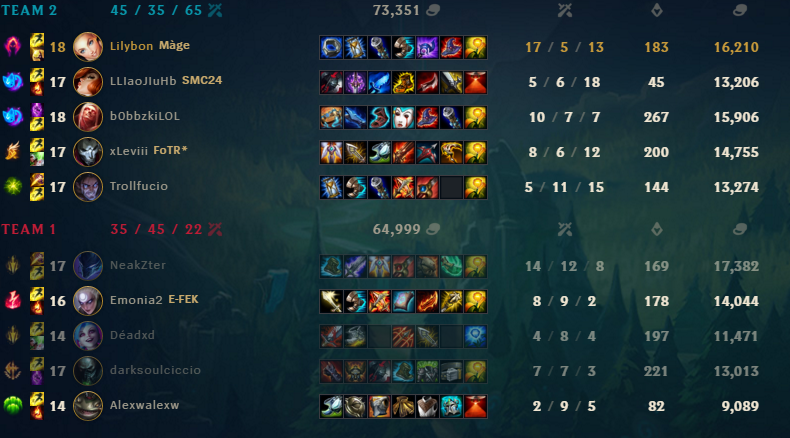 TEAM 2 45 / 35 / 65 73,351
18 Lilybon Màge 17 / 5 / 13 183 16,210
17 LLIaoJIuHb SMC24 5 / 6 / 18 45 13,206
18 b0bbzkiLOL 10 / 7 / 7 267 15,906
17 xLeviii FoTR* 8 / 6 / 12 200 14,755
17 Trollfucio 5 / 11 / 15 144 13,274
TEAM 1 35 / 45 / 22 64,999
17 NeakZter 14 / 12 / 8 169 17,382
16 Emonia2 E-FEK 8 / 9 / 2 178 14,044
14 Déadxd 4 / 8 / 4 197 11,471
17 darksoulciccio 7 / 7 / 3 221 13,013
14 Alexwalexw 2 / 9 / 5 82 9,089